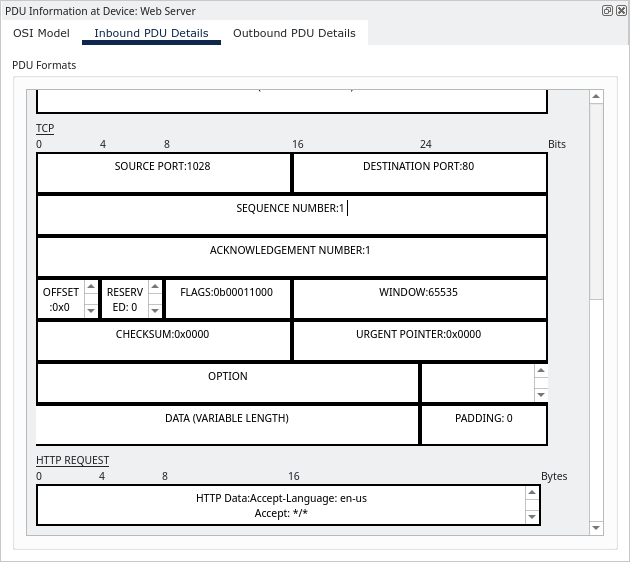 PDU Information at Device: Web Server
OSI Model Inbound PDU Details Outbound PDU Details
PDU Formats
TCP
0 4 8 16 24 Bits
SOURCE PORT:1028 DESTINATION PORT:80
SEQUENCE NUMBER:1
ACKNOWLEDGEMENT NUMBER:1
OFFSET
:0x0
RESERV
ED: 0
FLAGS:0b00011000 WINDOW:65535
CHECKSUM:0x0000 URGENT POINTER:0x0000
OPTION
DATA (VARIABLE LENGTH) PADDING: 0
HTTP REQUEST
0 4 8 16 Bytes
HTTP Data:Accept-Language: en-us
Accept: */*